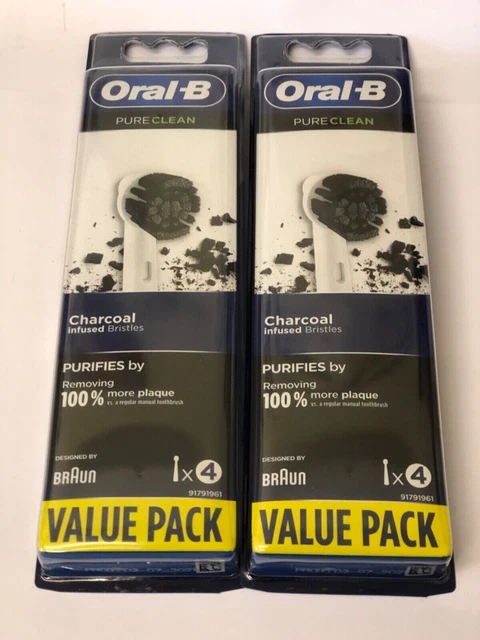 Oral-B
PURE CLEAN
Charcoal
infused Bristles
PURIFIES by
Removing
100% more plaque
vs. a regular manual toothbrush
DESIGNED BY
BRAUN
x 4
91791961
VALUE PACK
Oral-B
PURE CLEAN
Charcoal
infused Bristles
PURIFIES by
Removing
100% more plaque
vs. a regular manual toothbrush
DESIGNED BY
BRAUN
x 4
91791961
VALUE PACK